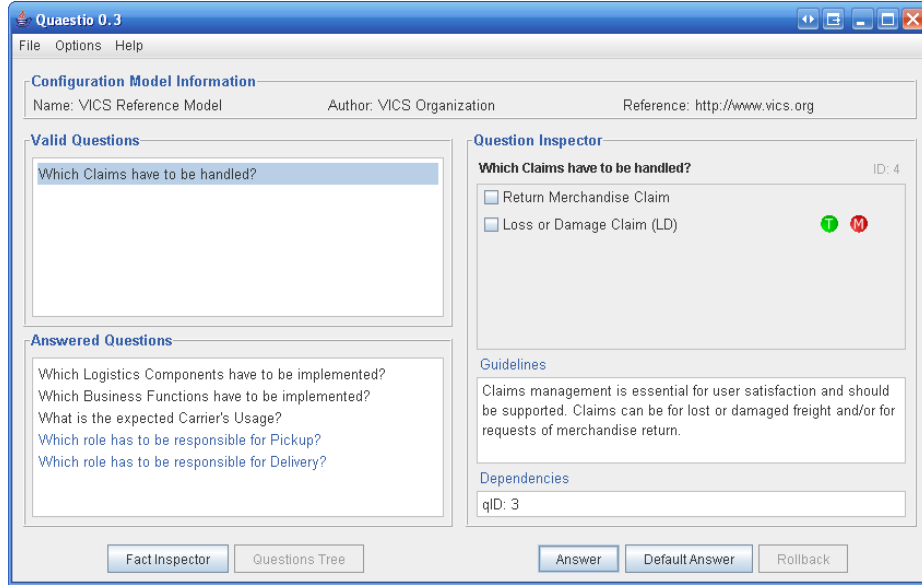 Quaestio 0.3
File Options Help
Configuration Model Information
Name: VICS Reference Model Author: VICS Organization Reference: http://www.vics.org
Valid Questions
Which Claims have to be handled?
Answered Questions
Which Logistics Components have to be implemented?
Which Business Functions have to be implemented?
What is the expected Carrier's Usage?
Which role has to be responsible for Pickup?
Which role has to be responsible for Delivery?
Fact Inspector Questions Tree
Question Inspector
Which Claims have to be handled? ID: 4
Return Merchandise Claim
Loss or Damage Claim (LD) T M
Guidelines
Claims management is essential for user satisfaction and should
be supported. Claims can be for lost or damaged freight and/or for
requests of merchandise return.
Dependencies
qID: 3
Answer Default Answer Rollback